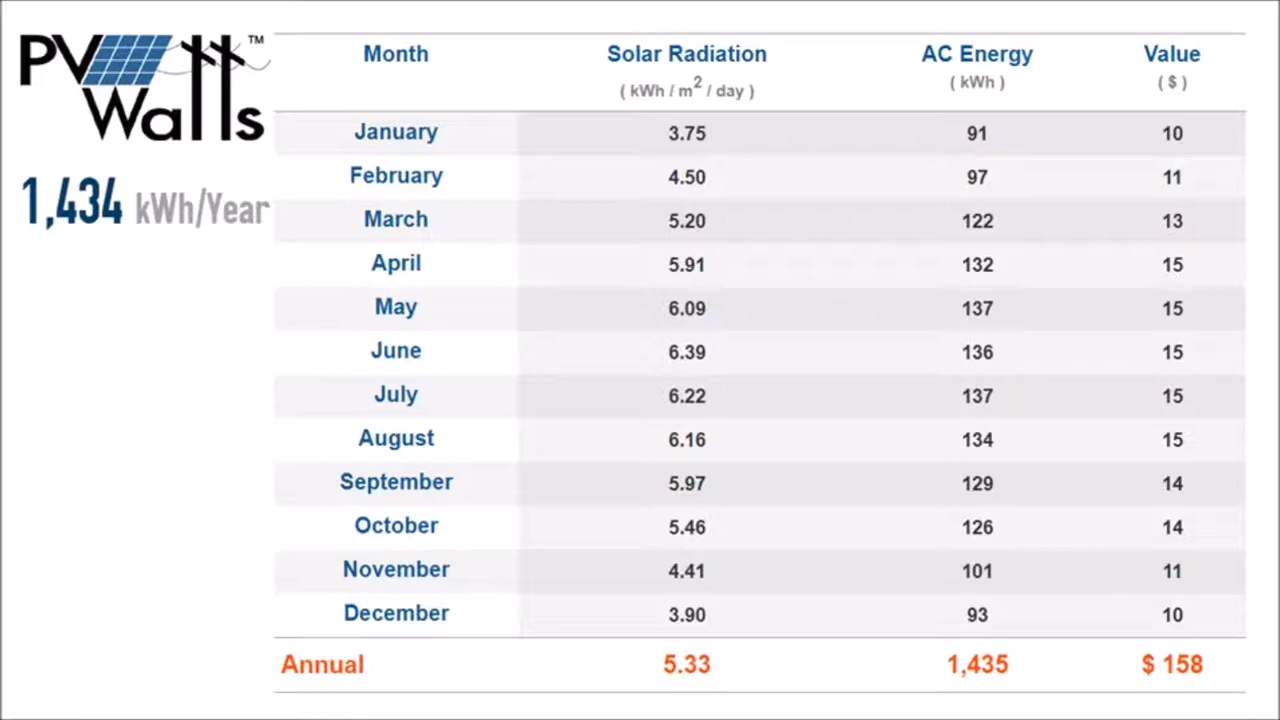 PVWatts™
1,434 kWh/Year
Month Solar Radiation AC Energy Value
( kWh / m2 / day ) ( kWh ) ( $ )
January 3.75 91 10
February 4.50 97 11
March 5.20 122 13
April 5.91 132 15
May 6.09 137 15
June 6.39 136 15
July 6.22 137 15
August 6.16 134 15
September 5.97 129 14
October 5.46 126 14
November 4.41 101 11
December 3.90 93 10
Annual 5.33 1,435 $ 158